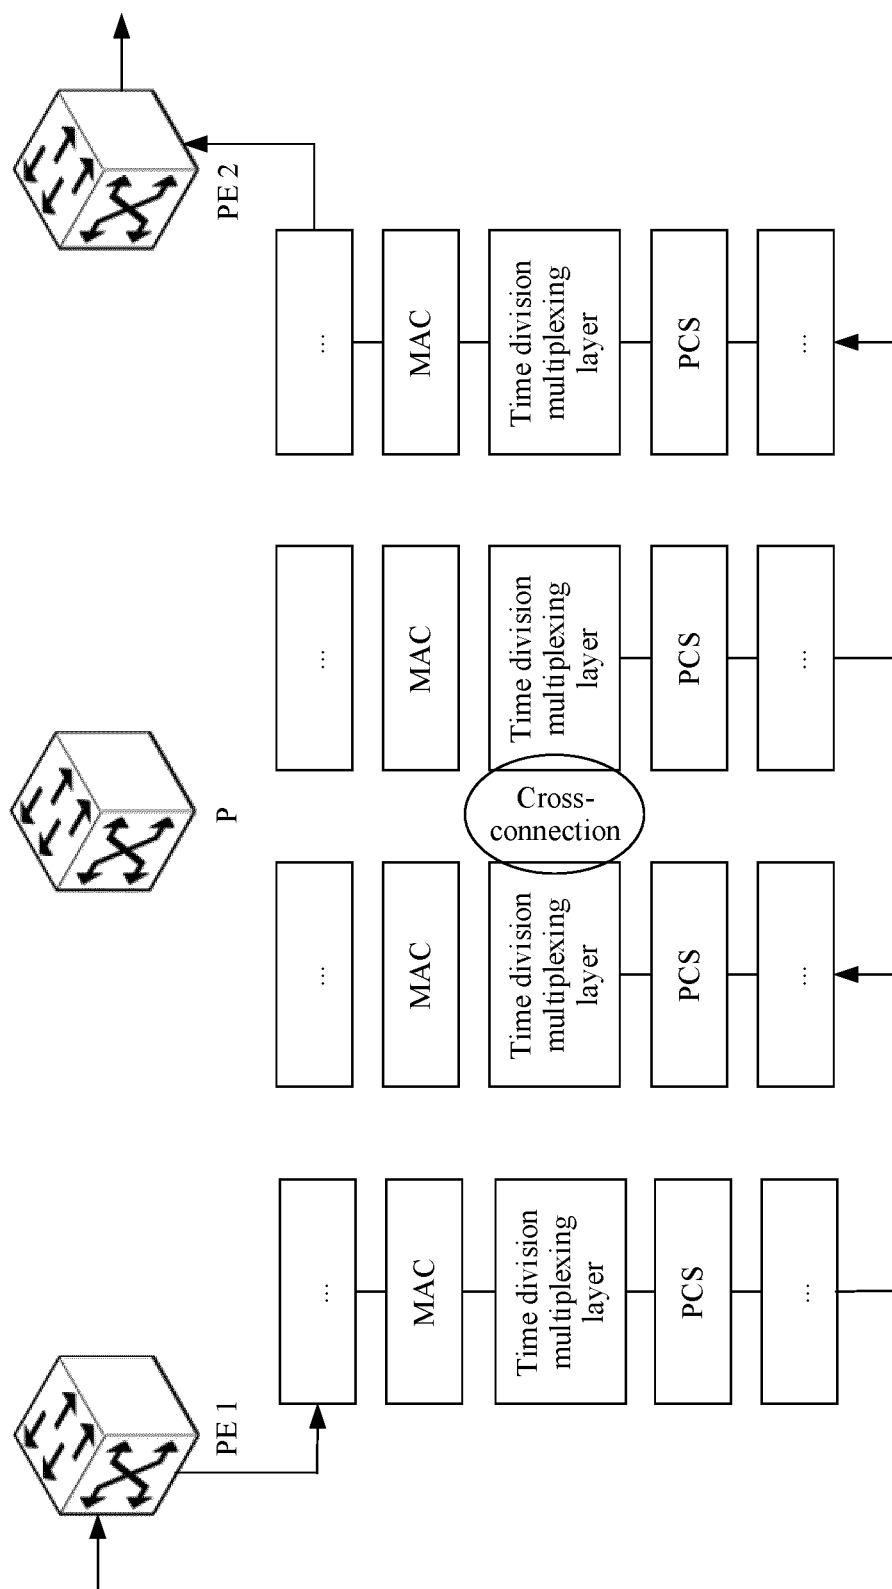 PE 1
P
PE 2
...
...
...
...
MAC
MAC
MAC
MAC
Time division
multiplexing
layer
Time division
multiplexing
layer
Cross-
connection
Time division
multiplexing
layer
Time division
multiplexing
layer
PCS
PCS
PCS
PCS
...
...
...
...